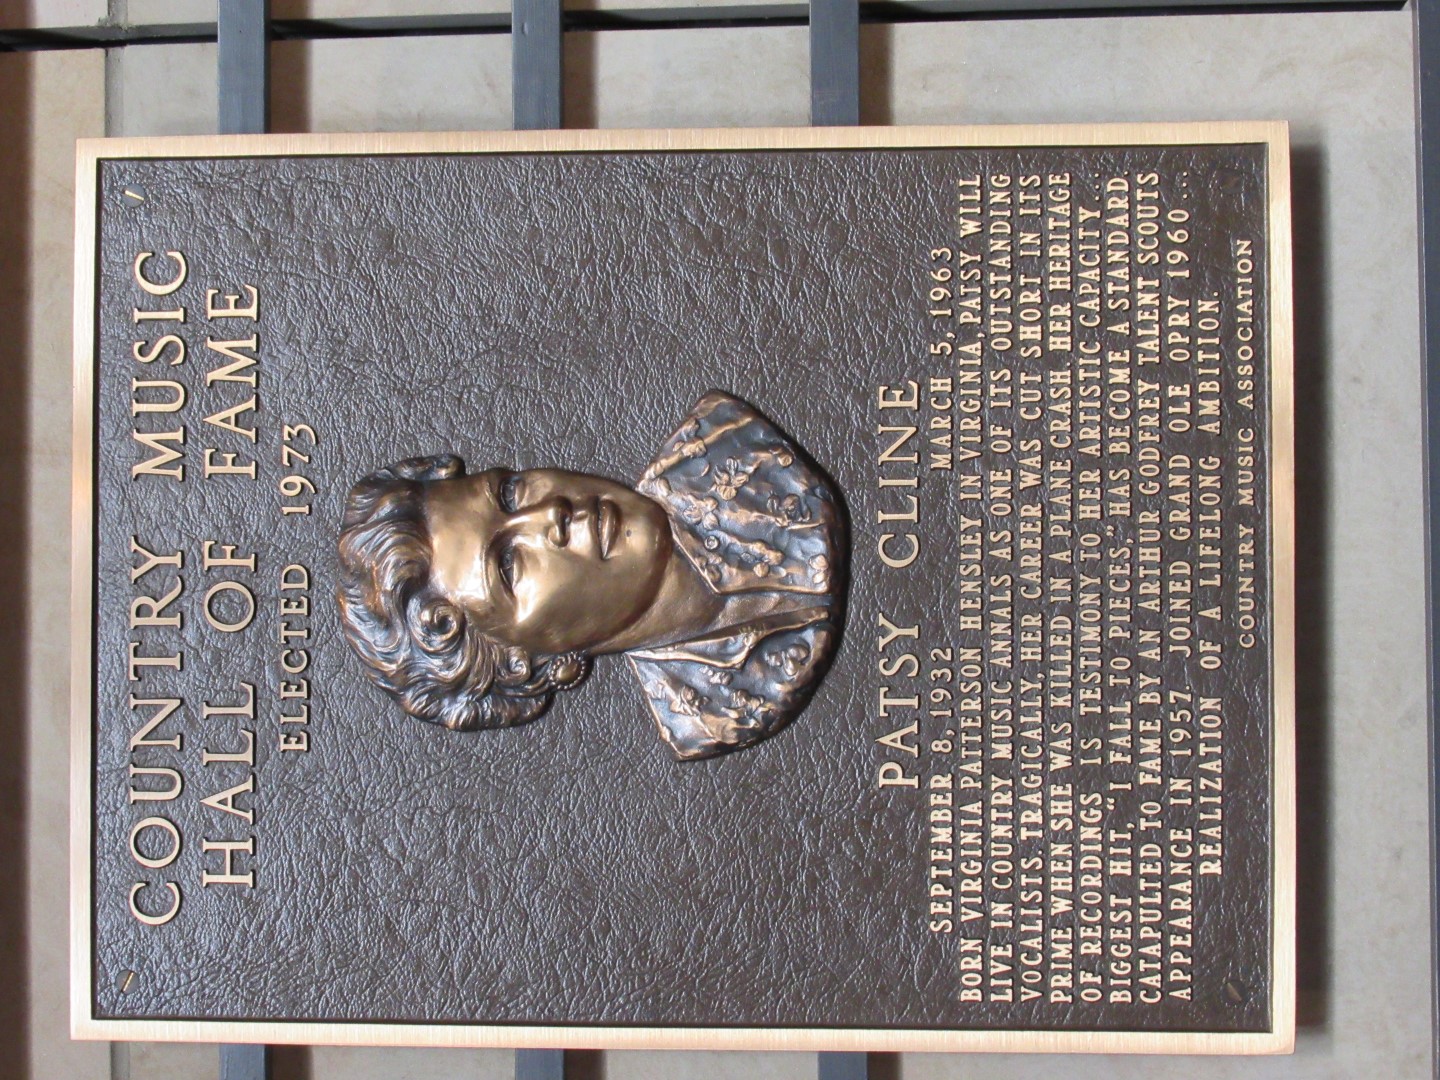 COUNTRY MUSIC
HALL OF FAME
ELECTED 1973
PATSY CLINE
SEPTEMBER 8, 1932 MARCH 5, 1963
BORN VIRGINIA PATTERSON HENSLEY IN VIRGINIA, PATSY WILL
LIVE IN COUNTRY MUSIC ANNALS AS ONE OF ITS OUTSTANDING
VOCALISTS. TRAGICALLY, HER CAREER WAS CUT SHORT IN ITS
PRIME WHEN SHE WAS KILLED IN A PLANE CRASH. HER HERITAGE
OF RECORDINGS IS TESTIMONY TO HER ARTISTIC CAPACITY...
BIGGEST HIT, "I FALL TO PIECES," HAS BECOME A STANDARD.
CATAPULTED TO FAME BY AN ARTHUR GODFREY TALENT SCOUTS
APPEARANCE IN 1957. JOINED GRAND OLE OPRY 1960...
REALIZATION OF A LIFELONG AMBITION.
COUNTRY MUSIC ASSOCIATION